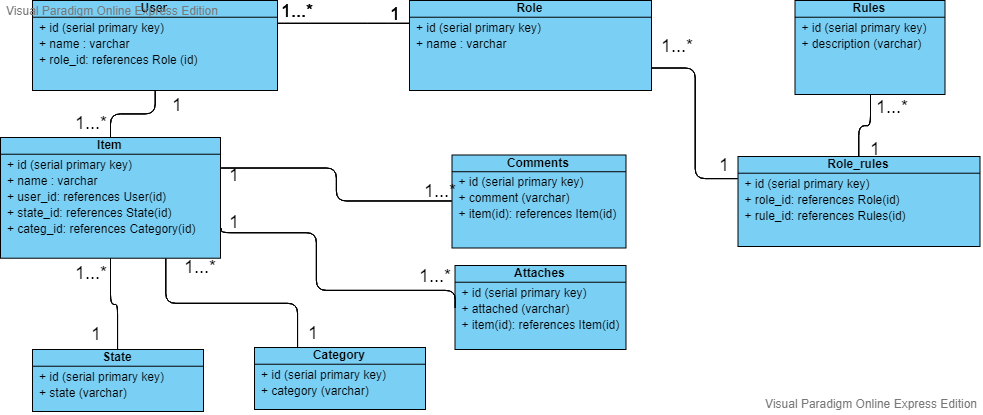 Visual Paradigm Online Express Edition
User
+ id (serial primary key)
+ name : varchar
+ role_id: references Role (id)
1...*
1
Role
+ id (serial primary key)
+ name : varchar
1...*
Rules
+ id (serial primary key)
+ description (varchar)
1...*
1
1
1...*
1
Item
+ id (serial primary key)
+ name : varchar
+ user_id: references User(id)
+ state_id: references State(id)
+ categ_id: references Category(id)
1
1...*
Comments
+ id (serial primary key)
+ comment (varchar)
+ item(id): references Item(id)
Role_rules
+ id (serial primary key)
+ role_id: references Role(id)
+ rule_id: references Rules(id)
1
1...*
Attaches
+ id (serial primary key)
+ attached (varchar)
+ item(id): references Item(id)
1...*
1...*
1
1
State
+ id (serial primary key)
+ state (varchar)
Category
+ id (serial primary key)
+ category (varchar)
Visual Paradigm Online Express Edition